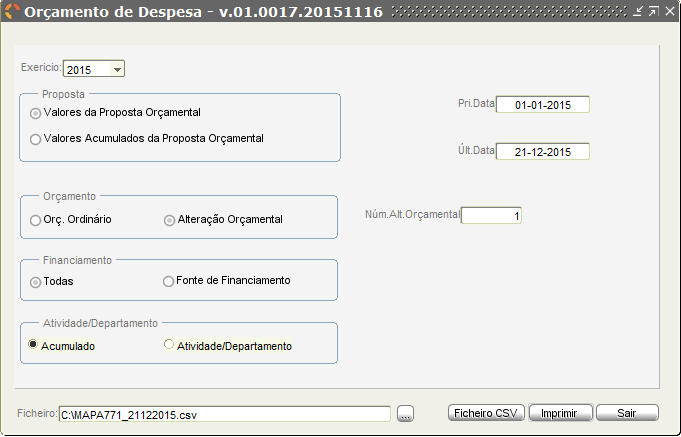 Orçamento de Despesa - v.01.0017.20151116
Exericio: 2015
Proposta
Valores da Proposta Orçamental
Valores Acumulados da Proposta Orçamental
Pri.Data 01-01-2015
Últ.Data 21-12-2015
Orçamento
Orç. Ordinário Alteração Orçamental
Núm.Alt.Orçamental 1
Financiamento
Todas Fonte de Financiamento
Atividade/Departamento
Acumulado Atividade/Departamento
Ficheiro: C:\MAPA771_21122015.csv ... Ficheiro CSV Imprimir Sair